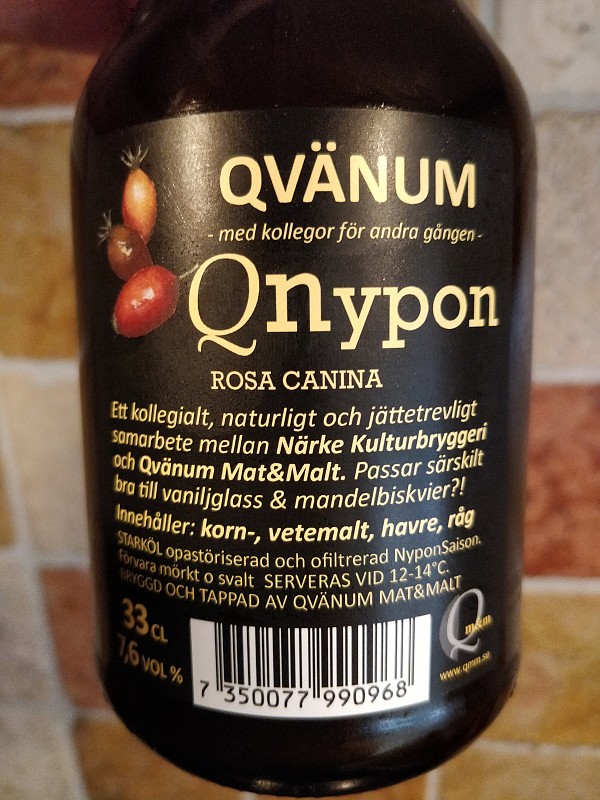 QVÄNUM
- med kollegor för andra gången -
Qnypon
ROSA CANINA
Ett kollegialt, naturligt och jättetrevligt
samarbete mellan Närke Kulturbryggeri
och Qvänum Mat&Malt. Passar särskilt
bra till vaniljglass & mandelbiskvier?!
Innehåller: korn-, vetemalt, havre, råg
STARKÖL opastöriserad och ofiltrerad NyponSaison.
Förvara mörkt o svalt SERVERAS VID 12-14°C.
BRYGGD OCH TAPPAD AV QVÄNUM MAT&MALT
33 CL
7,6 VOL %
7 350077 990968
Q m&m
www.qmm.se